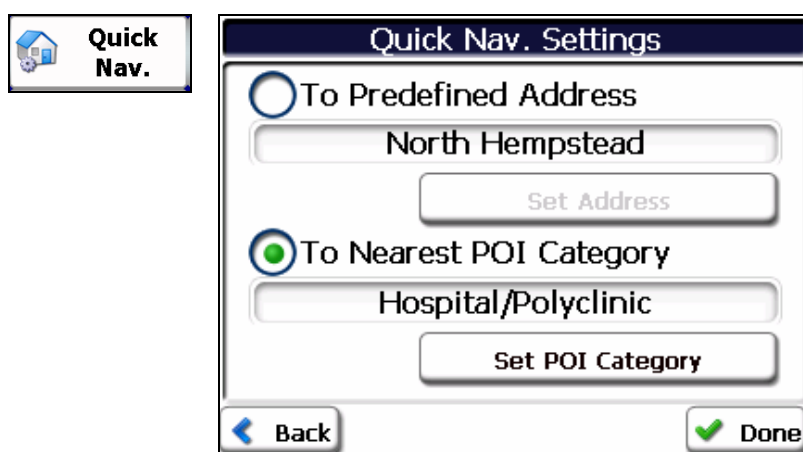 Quick
Nav.
Quick Nav. Settings
To Predefined Address
North Hempstead
Set Address
To Nearest POI Category
Hospital/Polyclinic
Set POI Category
Back
Done